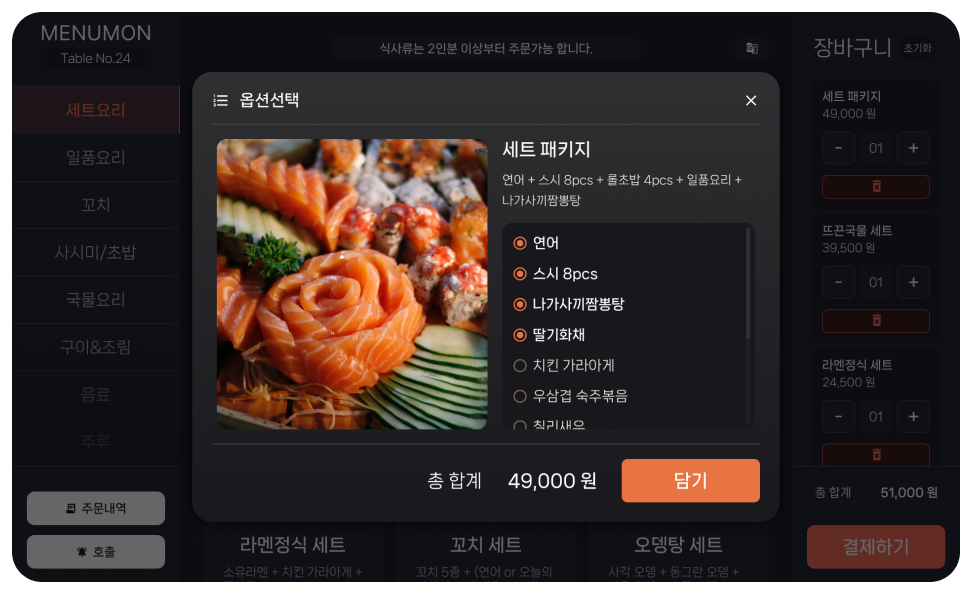 MENUMON
Table No.24
세트요리
일품요리
꼬치
사시미/초밥
국물요리
구이&조림
음료
주류
주문내역
호출
식사류는 2인분 이상부터 주문가능 합니다.
옵션선택
세트 패키지
연어 + 스시 8pcs + 롤초밥 4pcs + 일품요리 +
나가사끼짬뽕탕
연어
스시 8pcs
나가사끼짬뽕탕
딸기화채
치킨 가라아게
우삼겹 숙주볶음
칠리새우
총 합계 49,000 원
담기
라멘정식 세트
소유라멘 + 치킨 가라아게 +
꼬치 세트
꼬치 5종 + (연어 or 오늘의
오뎅탕 세트
사각 오뎅 + 동그란 오뎅 +
장바구니 초기화
세트 패키지
49,000 원
- 01 +
뜨끈국물 세트
39,500 원
- 01 +
라멘정식 세트
24,500 원
- 01 +
총 합계 51,000 원
결제하기